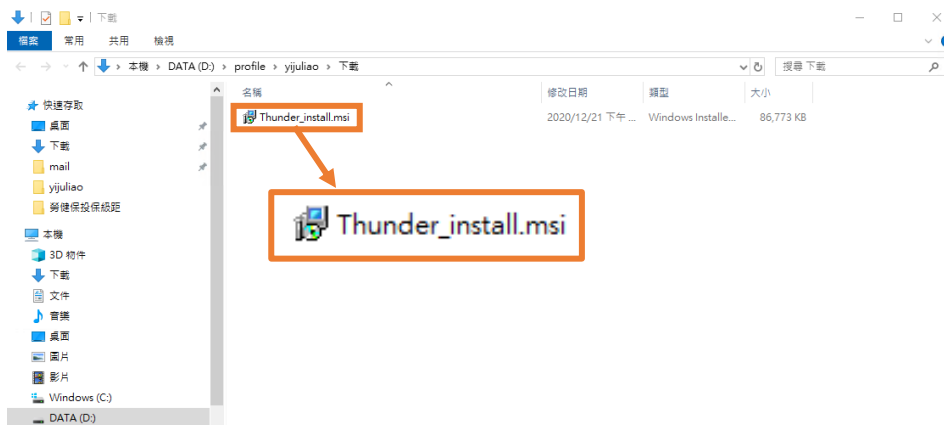 下載
檔案 常用 共用 檢視
本機 › DATA (D:) › profile › yijuliao › 下載 搜尋 下載
名稱 修改日期 類型 大小
快速存取
Thunder_install.msi 2020/12/21 下午 ... Windows Installe... 86,773 KB
桌面
下載
mail
yijuliao
勞健保投保級距
Thunder_install.msi
本機
3D 物件
下載
文件
音樂
桌面
圖片
影片
Windows (C:)
DATA (D:)